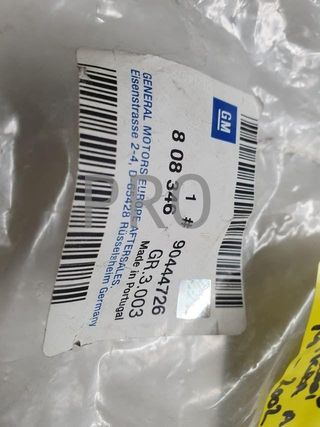 GM
1 # 90444726
8 08 346
GR.3.003
Made in Portugal
GENERAL MOTORS EUROPE AFTERSALES
Eisenstrasse 2-4, D-65428 Rüsselsheim Germany
2002